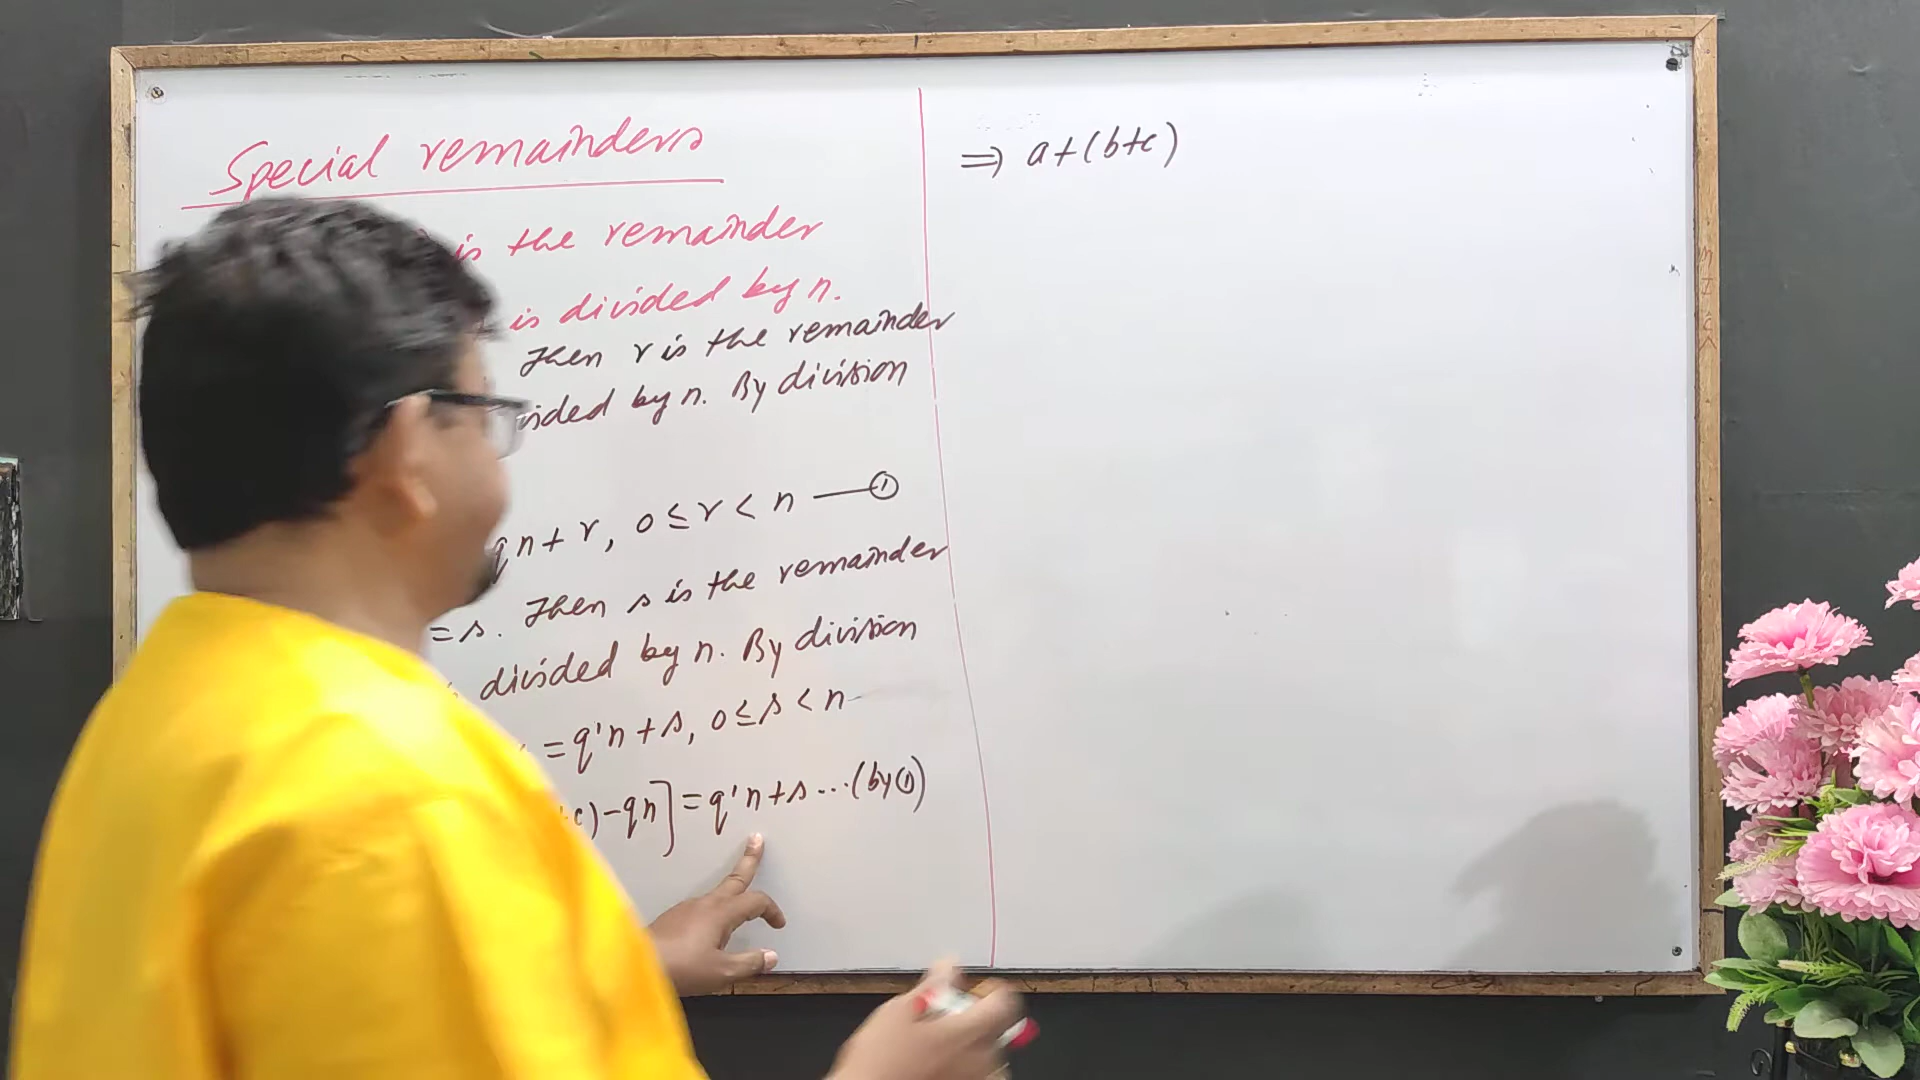 Special remainders
is the remainder
is divided by n.
Then r is the remainder
by n. By division
qn + r, 0 ≤ r < n —— ①
= s. Then s is the remainder
divided by n. By division
= q'n + s, 0 ≤ s < n
) - qn] = q'n + s ... (by ①)
⇒ a + (b + c)